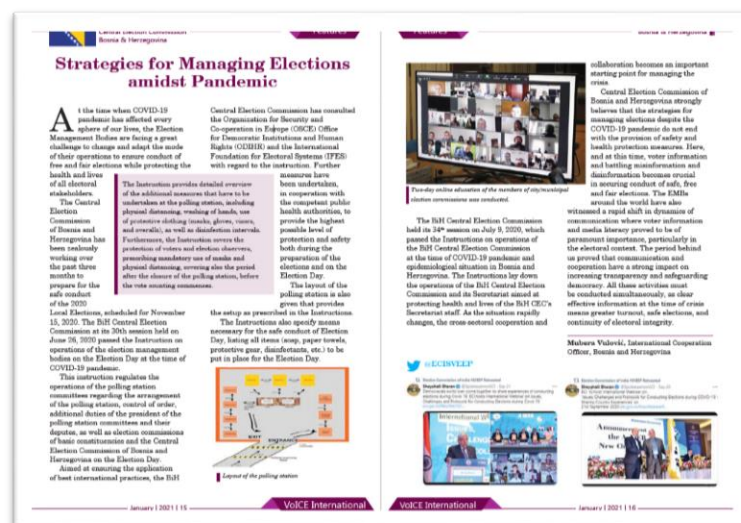 Central Election Commission
Bosnia & Herzegovina
Features
Strategies for Managing Elections
amidst Pandemic
At the time when COVID-19
pandemic has affected every
sphere of our lives, the Election
Management Bodies are facing a great
challenge to change and adapt the mode
of their operations to ensure conduct of
free and fair elections while protecting the
health and lives
of all electoral
stakeholders.
The Central
Election
Commission
of Bosnia and
Herzegovina has
been zealously
working over
the past three
months to
prepare for the
safe conduct
of the 2020
Local Elections, scheduled for November
15, 2020. The BiH Central Election
Commission at its 30th session held on
June 26, 2020 passed the Instruction on
operations of the election management
bodies on the Election Day at the time of
COVID-19 pandemic.
This instruction regulates the
operations of the polling station
committees regarding the arrangement
of the polling station, control of order,
additional duties of the president of the
polling station committees and their
deputies, as well as election commissions
of basic constituencies and the Central
Election Commission of Bosnia and
Herzegovina on the Election Day.
Aimed at ensuring the application
of best international practices, the BiH
The Instruction provides detailed overview
of the additional measures that have to be
undertaken at the polling station, including
physical distancing, washing of hands, use
of protective clothing (masks, gloves, visors,
and overalls), as well as disinfection intervals.
Furthermore, the Instruction covers the
protection of voters and election observers,
prescribing mandatory use of masks and
physical distancing, covering also the period
after the closure of the polling station, before
the vote counting commences.
Central Election Commission has consulted
the Organization for Security and
Co-operation in Europe (OSCE) Office
for Democratic Institutions and Human
Rights (ODIHR) and the International
Foundation for Electoral Systems (IFES)
with regard to the instruction. Further
measures have
been undertaken,
in cooperation with
the competent public
health authorities, to
provide the highest
possible level of
protection and safety
both during the
preparation of the
elections and on the
Election Day.
The layout of the
polling station is also
given that provides
the setup as prescribed in the Instructions.
The Instructions also specify means
necessary for the safe conduct of Election
Day, listing all items (soap, paper towels,
protective gear, disinfectants, etc.) to be
put in place for the Election Day.
EXIT
ENTRANCE
Layout of the polling station
January | 2021 | 15
VoICE International
Features
Bosnia & Herzegovina
Two-day online education of the members of city/municipal
election commissions was conducted.
The BiH Central Election Commission
held its 34th session on July 9, 2020, which
passed the Instructions on operations of
the BiH Central Election Commission
at the time of COVID-19 pandemic and
epidemiological situation in Bosnia and
Herzegovina. The Instructions lay down
the operations of the BiH Central Election
Commission and its Secretariat aimed at
protecting health and lives of the BiH CEC's
Secretariat staff. As the situation rapidly
changes, the cross-sectoral cooperation and
collaboration becomes an important
starting point for managing the
crisis.
Central Election Commission of
Bosnia and Herzegovina strongly
believes that the strategies for
managing elections despite the
COVID-19 pandemic do not end
with the provision of safety and
health protection measures. Here,
and at this time, voter information
and battling misinformation and
disinformation become crucial
in securing conduct of safe, free
and fair elections. The EMBs
around the world have also
witnessed a rapid shift in dynamics of
communication where voter information
and media literacy proved to be of
paramount importance, particularly in
the electoral context. The period behind
us proved that communication and
cooperation have a strong impact on
increasing transparency and safeguarding
democracy. All these activities must
be conducted simultaneously, as clear
effective information at the time of crisis
means greater turnout, safe elections, and
continuity of electoral integrity.
Mubera Vulović, International Cooperation
Officer, Bosnia and Herzegovina
@ECISVEEP
VoICE International
January | 2021 | 16